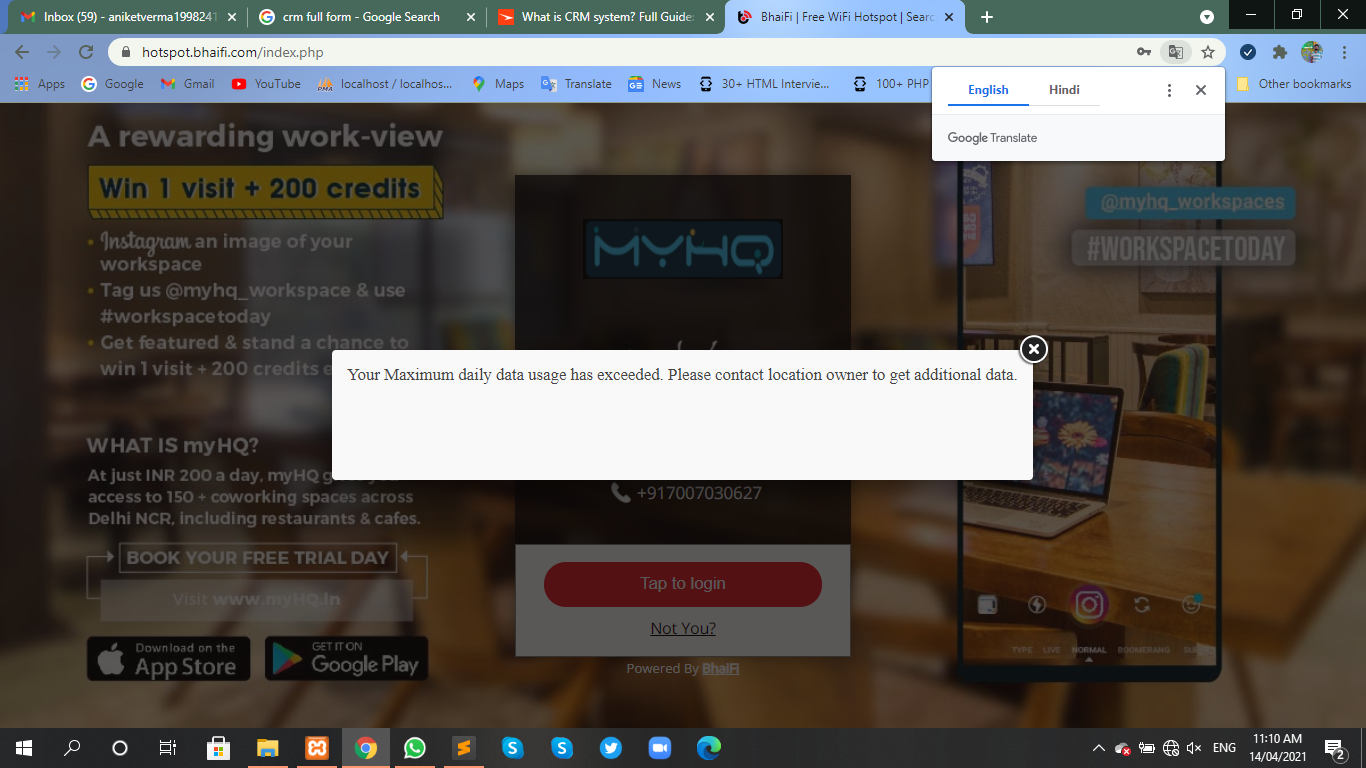 Inbox (59) - aniketverma1998241
crm full form - Google Search
What is CRM system? Full Guide:
BhaiFi | Free WiFi Hotspot | Searc
hotspot.bhaifi.com/index.php
Apps
Google
Gmail
YouTube
localhost / localhos...
Maps
Translate
News
30+ HTML Intervie...
100+ PHP
Other bookmarks
English
Hindi
Google Translate
A rewarding work-view
Win 1 visit + 200 credits
• Instagram an image of your
workspace
• Tag us @myhq_workspace & use
#workspacetoday
• Get featured & stand a chance to
win 1 visit + 200 credits
WHAT IS myHQ?
At just INR 200 a day, myHQ
access to 150 + coworking spaces across
Delhi NCR, including restaurants & cafes.
BOOK YOUR FREE TRIAL DAY
Visit www.myHQ.in
Download on the
App Store
GET IT ON
Google Play
MYHQ
Your Maximum daily data usage has exceeded. Please contact location owner to get additional data.
+917007030627
Tap to login
Not You?
Powered By BhaiFi
@myhq_workspaces
#WORKSPACETODAY
TYPE LIVE NORMAL BOOMERANG
ENG
11:10 AM
14/04/2021
2